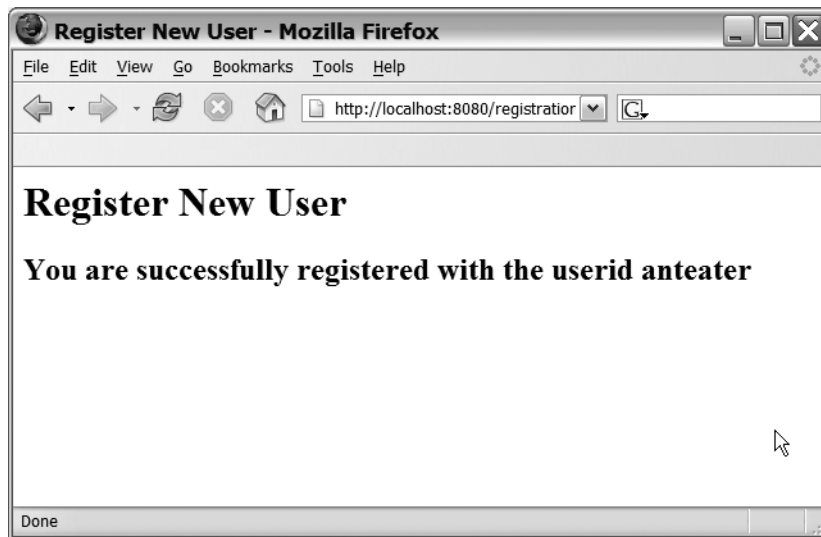 Register New User - Mozilla Firefox
File Edit View Go Bookmarks Tools Help
http://localhost:8080/registration G
Register New User
You are successfully registered with the userid anteater
Done